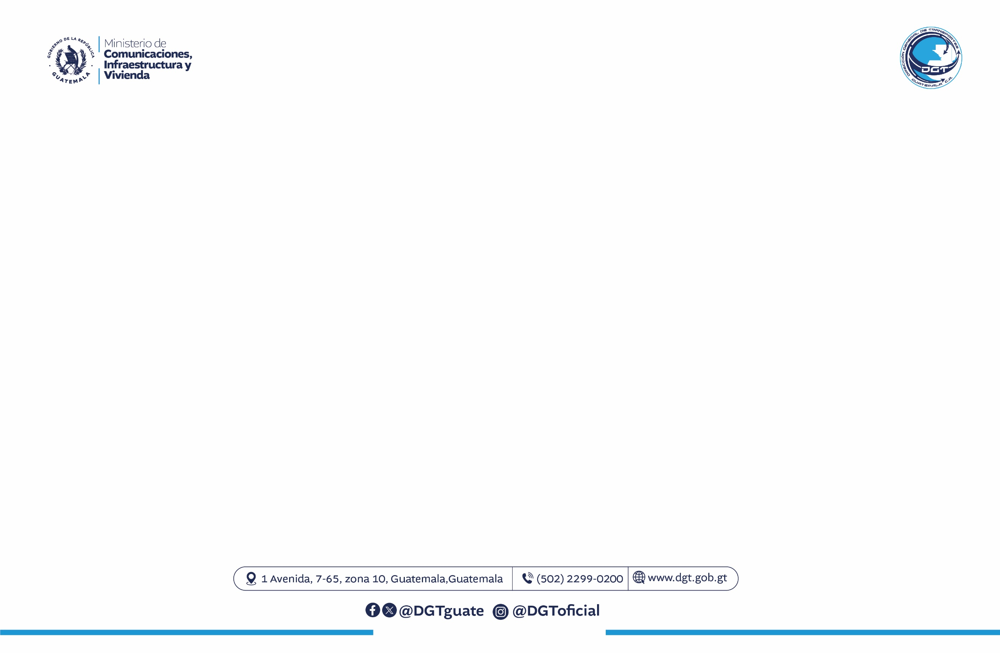 GOBIERNO DE LA REPÚBLICA
GUATEMALA
Ministerio de
Comunicaciones,
Infraestructura y
Vivienda
DIRECCIÓN GENERAL DE TRANSPORTES
DGT
GUATEMALA C.A.
1 Avenida, 7-65, zona 10, Guatemala,Guatemala
(502) 2299-0200
www.dgt.gob.gt
@DGTguate @DGToficial